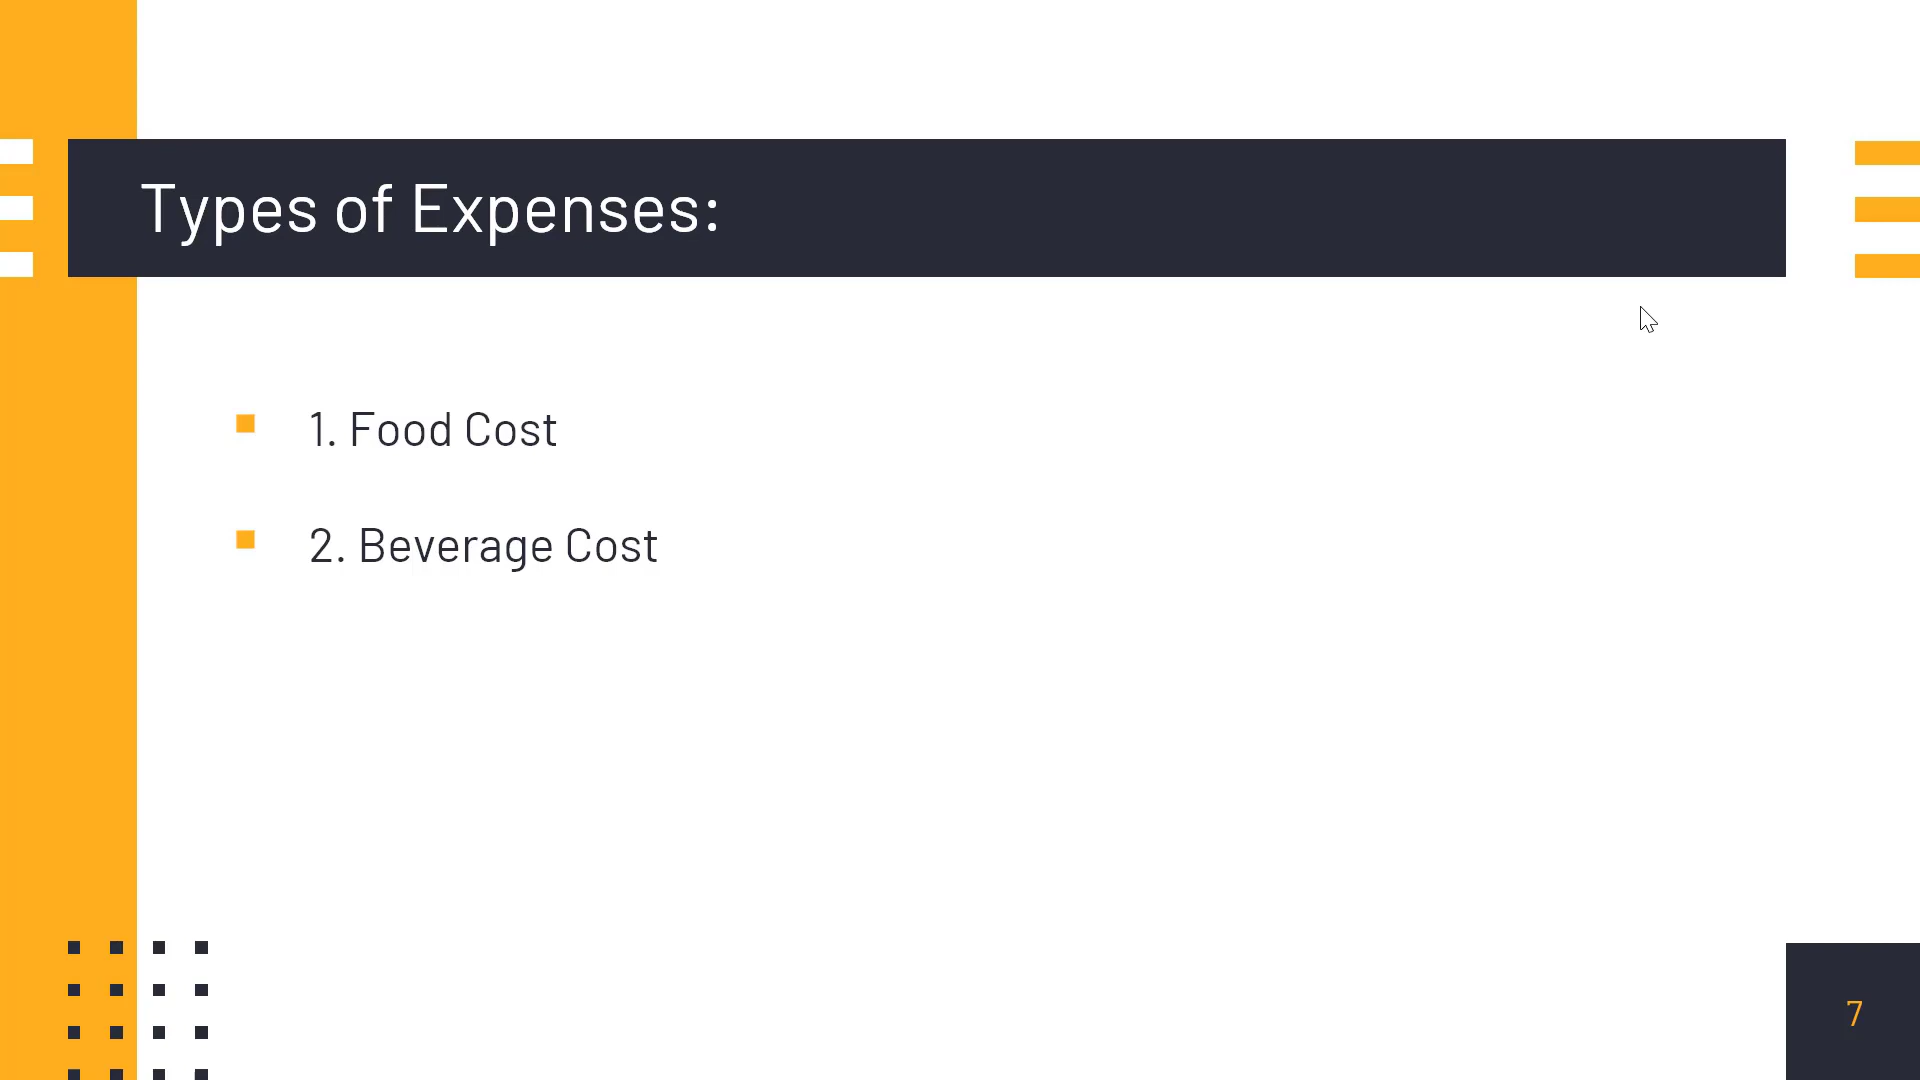 Types of Expenses:
1. Food Cost
2. Beverage Cost
7